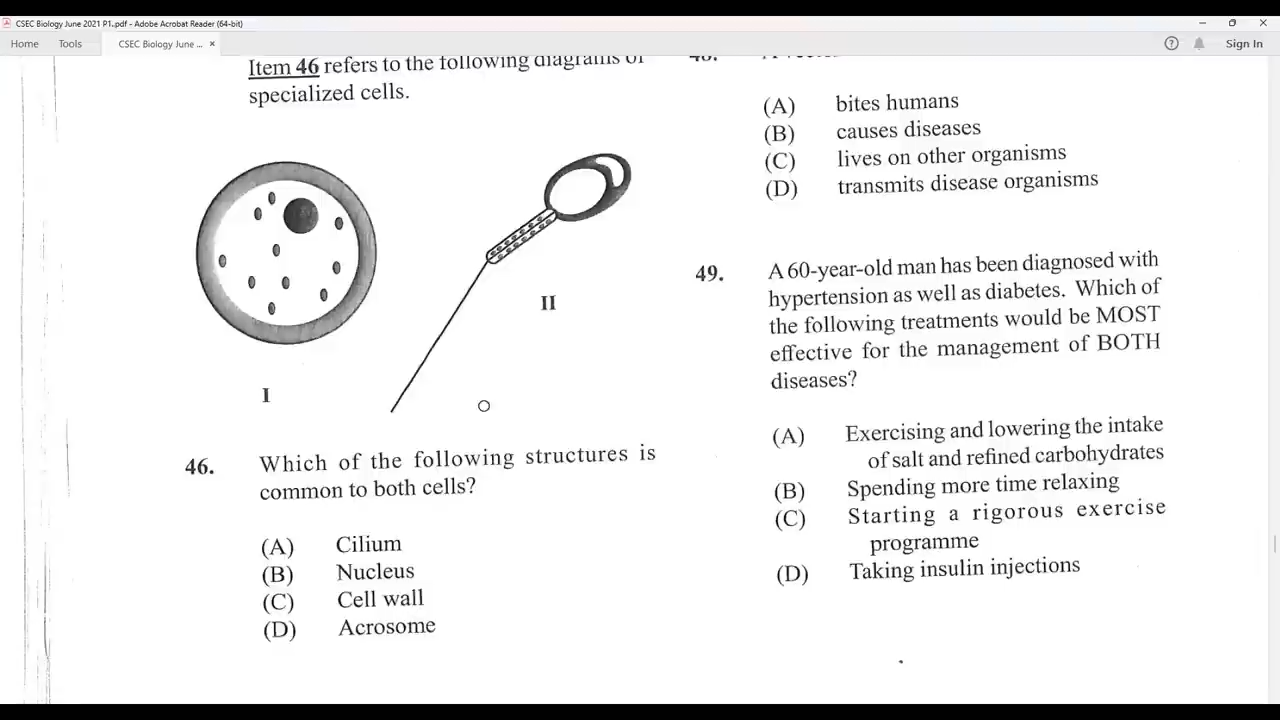 CSEC Biology June 2021 P1..pdf - Adobe Acrobat Reader (64-bit)
Home Tools CSEC Biology June ... × Sign In
Item 46 refers to the following diagrams of
specialized cells.
I
II
46. Which of the following structures is
common to both cells?
(A) Cilium
(B) Nucleus
(C) Cell wall
(D) Acrosome
48.
(A) bites humans
(B) causes diseases
(C) lives on other organisms
(D) transmits disease organisms
49. A 60-year-old man has been diagnosed with
hypertension as well as diabetes. Which of
the following treatments would be MOST
effective for the management of BOTH
diseases?
(A) Exercising and lowering the intake
of salt and refined carbohydrates
(B) Spending more time relaxing
(C) Starting a rigorous exercise
programme
(D) Taking insulin injections